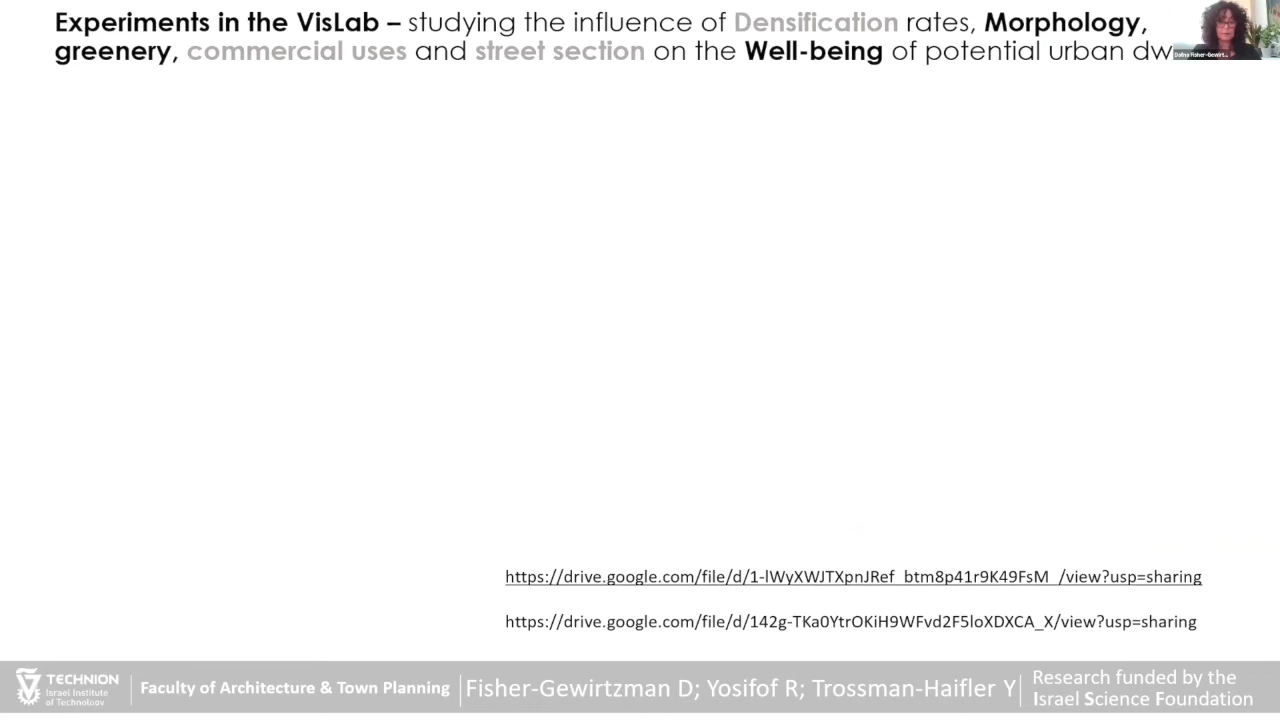 Experiments in the VisLab – studying the influence of Densification rates, Morphology,
greenery, commercial uses and street section on the Well-being of potential urban dw
Dafna Fisher-Gewirt...
https://drive.google.com/file/d/1-lWyXWJTXpnJRef_btm8p41r9K49FsM_/view?usp=sharing
https://drive.google.com/file/d/142g-TKa0YtrOKiH9WFvd2F5loXDXCA_X/view?usp=sharing
TECHNION
Israel Institute
of Technology
Faculty of Architecture & Town Planning
Fisher-Gewirtzman D; Yosifof R; Trossman-Haifler Y
Research funded by the
Israel Science Foundation